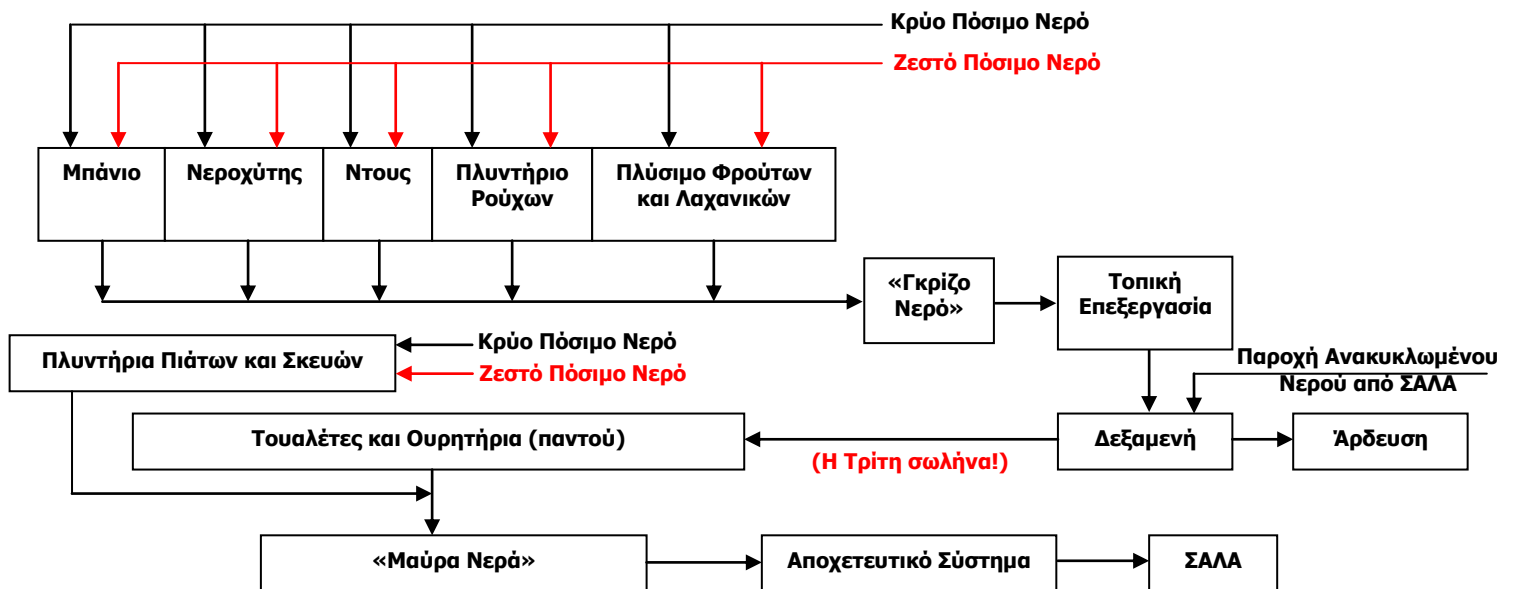 Κρύο Πόσιμο Νερό
Ζεστό Πόσιμο Νερό
Μπάνιο
Νεροχύτης
Ντους
Πλυντήριο
Ρούχων
Πλύσιμο Φρούτων
και Λαχανικών
«Γκρίζο
Νερό»
Τοπική
Επεξεργασία
Πλυντήρια Πιάτων και Σκευών
Κρύο Πόσιμο Νερό
Ζεστό Πόσιμο Νερό
Παροχή Ανακυκλωμένου
Νερού από ΣΑΛΑ
Τουαλέτες και Ουρητήρια (παντού)
(Η Τρίτη σωλήνα!)
Δεξαμενή
Άρδευση
«Μαύρα Νερά»
Αποχετευτικό Σύστημα
ΣΑΛΑ